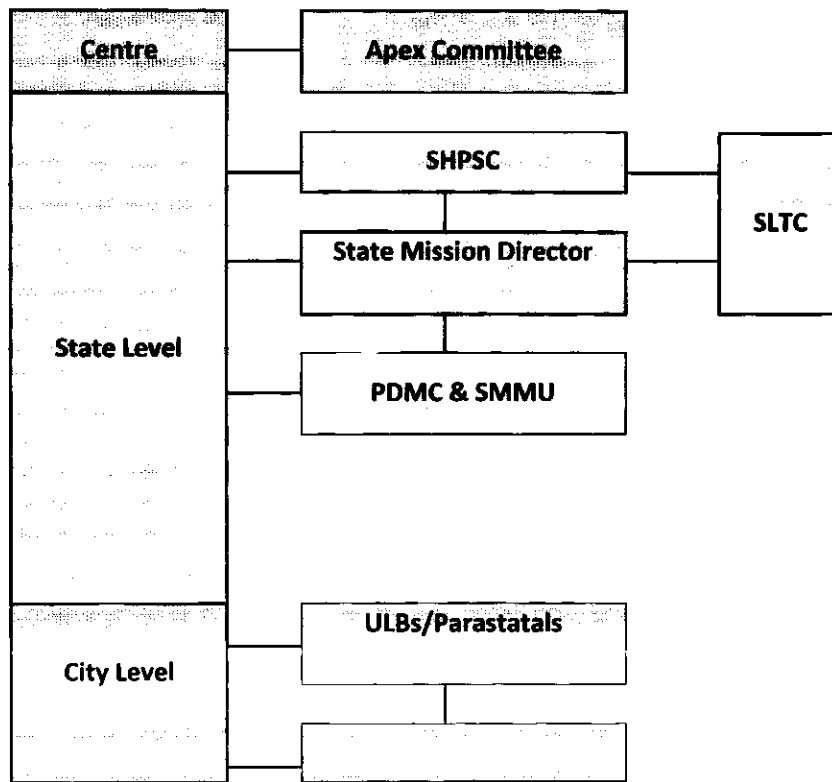 Centre
Apex Committee
SHPSC
SLTC
State Mission Director
State Level
PDMC & SMMU
ULBs/Parastatals
City Level